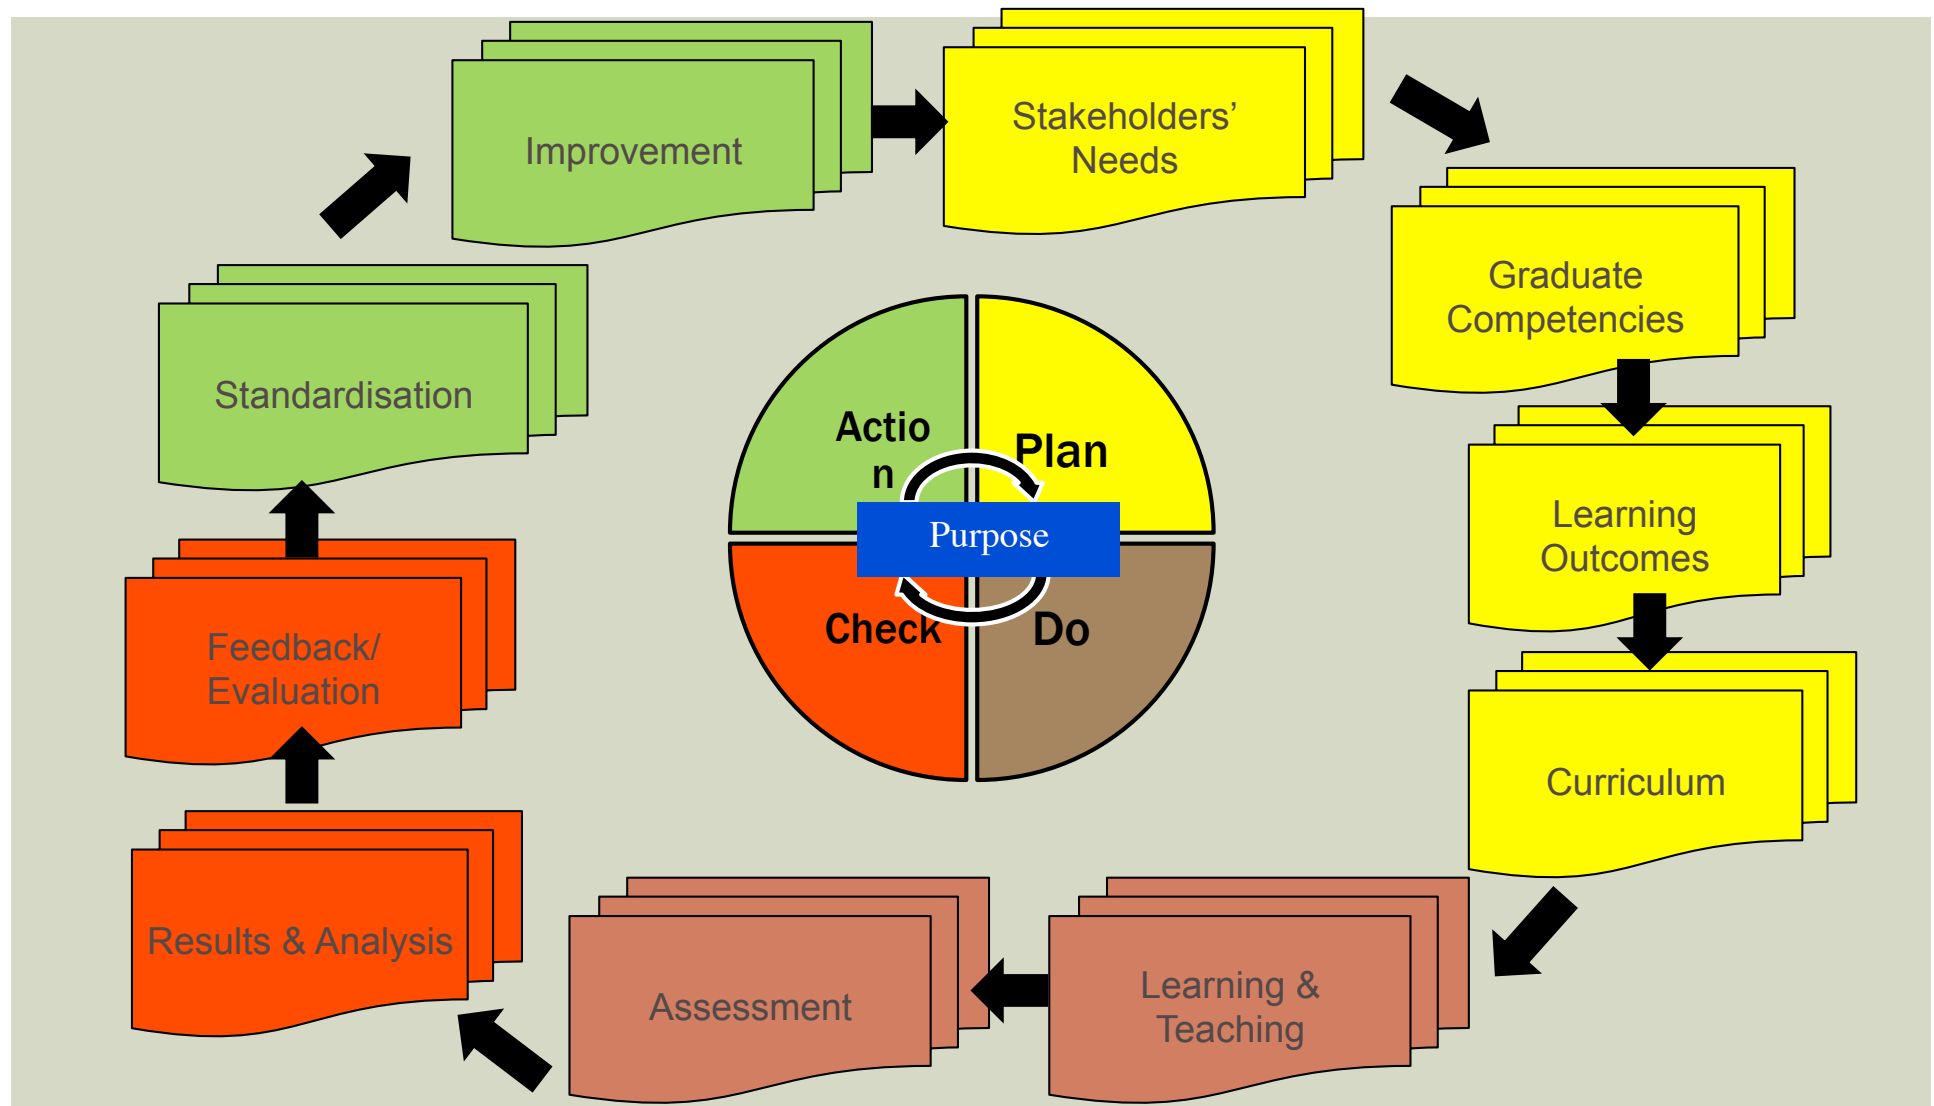 Improvement
Stakeholders’
Needs
Graduate
Competencies
Learning
Outcomes
Curriculum
Learning &
Teaching
Assessment
Results & Analysis
Feedback/
Evaluation
Standardisation
Actio
n
Plan
Purpose
Check
Do